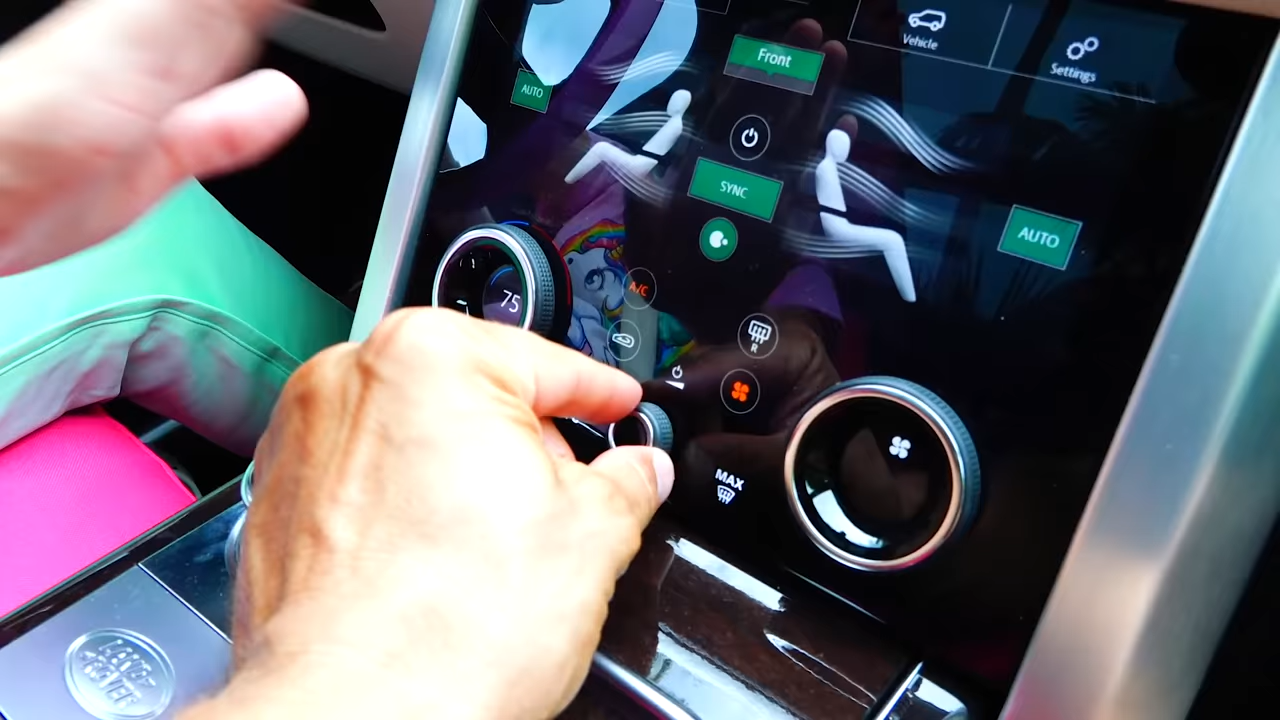 Vehicle
Settings
Front
AUTO
SYNC
AUTO
A/C
75
R
MAX
LAND
ROVER